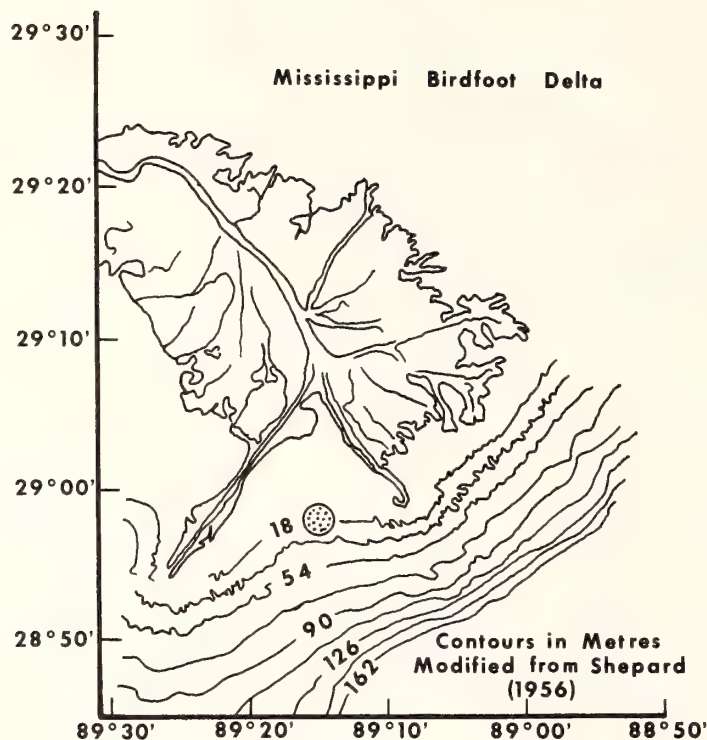 29°30'
Mississippi Birdfoot Delta
29°20'
29°10'
29°00'
18
54
28°50'
90
126
162
Contours in Metres
Modified from Shepard
(1956)
89°30' 89°20' 89°10' 89°00' 88°50'